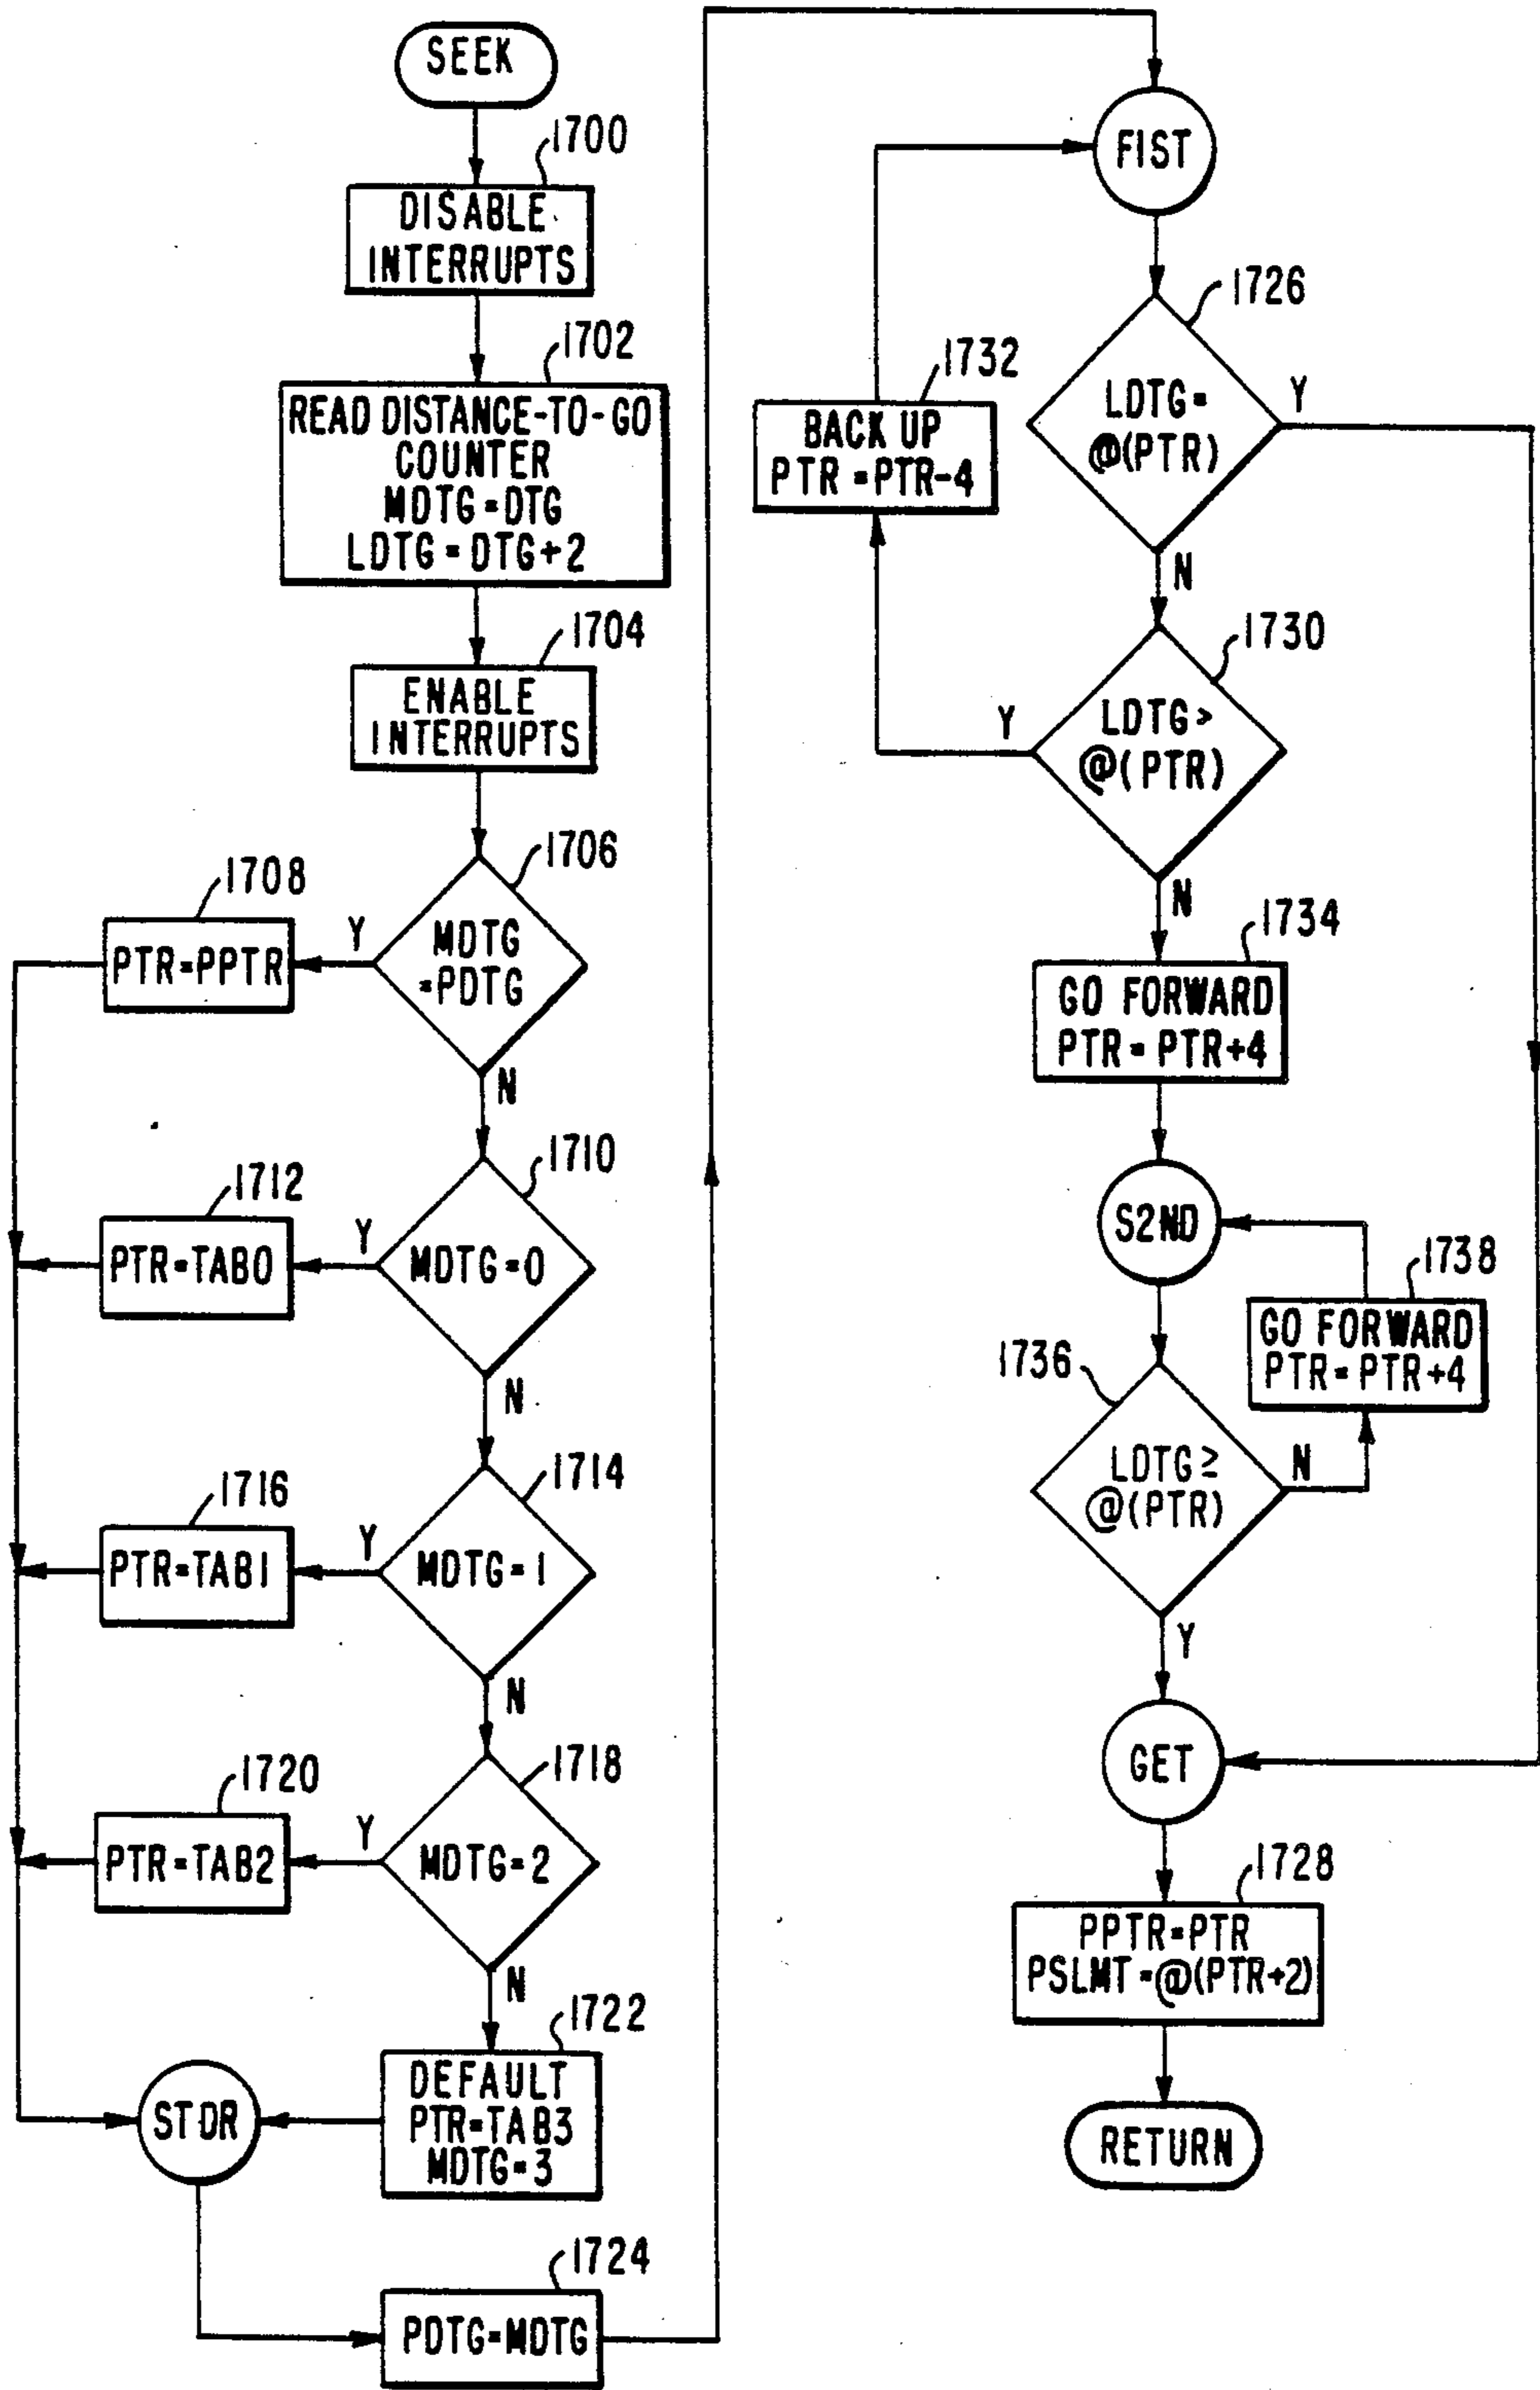 SEEK
1700
DISABLE
INTERRUPTS
1702
READ DISTANCE-TO-GO
COUNTER
MDTG=DTG
LDTG=DTG+2
1704
ENABLE
INTERRUPTS
1706
MDTG
=PDTG
Y
N
1708
PTR=PPTR
1710
MDTG=0
Y
N
1712
PTR=TAB0
1714
MDTG=1
Y
N
1716
PTR=TAB1
1718
MDTG=2
Y
N
1720
PTR=TAB2
1722
DEFAULT
PTR=TAB3
MDTG=3
STDR
1724
PDTG=MDTG
FIST
1726
LDTG=
@(PTR)
Y
N
1732
BACK UP
PTR=PTR-4
1730
LDTG>
@(PTR)
Y
N
1734
GO FORWARD
PTR=PTR+4
S2ND
1738
GO FORWARD
PTR=PTR+4
1736
LDTG≥
@(PTR)
N
Y
GET
1728
PPTR=PTR
PSLMT=@(PTR+2)
RETURN